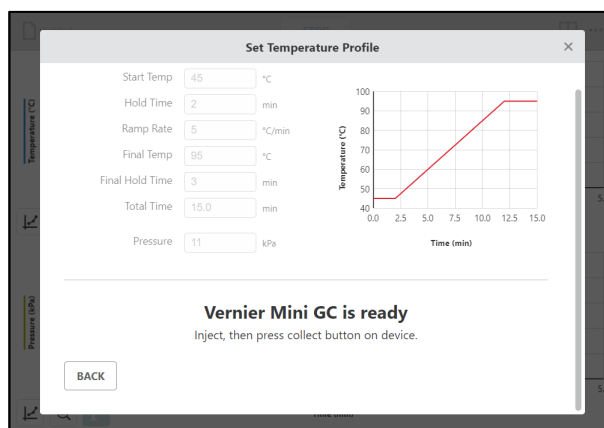 Set Temperature Profile ×
Start Temp 45 °C
Hold Time 2 min
Ramp Rate 5 °C/min
Final Temp 95 °C
Final Hold Time 3 min
Total Time 15.0 min
Pressure 11 kPa
Temperature (°C)
100
90
80
70
60
50
40
0.0 2.5 5.0 7.5 10.0 12.5 15.0
Time (min)
Vernier Mini GC is ready
Inject, then press collect button on device.
BACK
Temperature (°C)
Pressure (kPa)
Time (min)